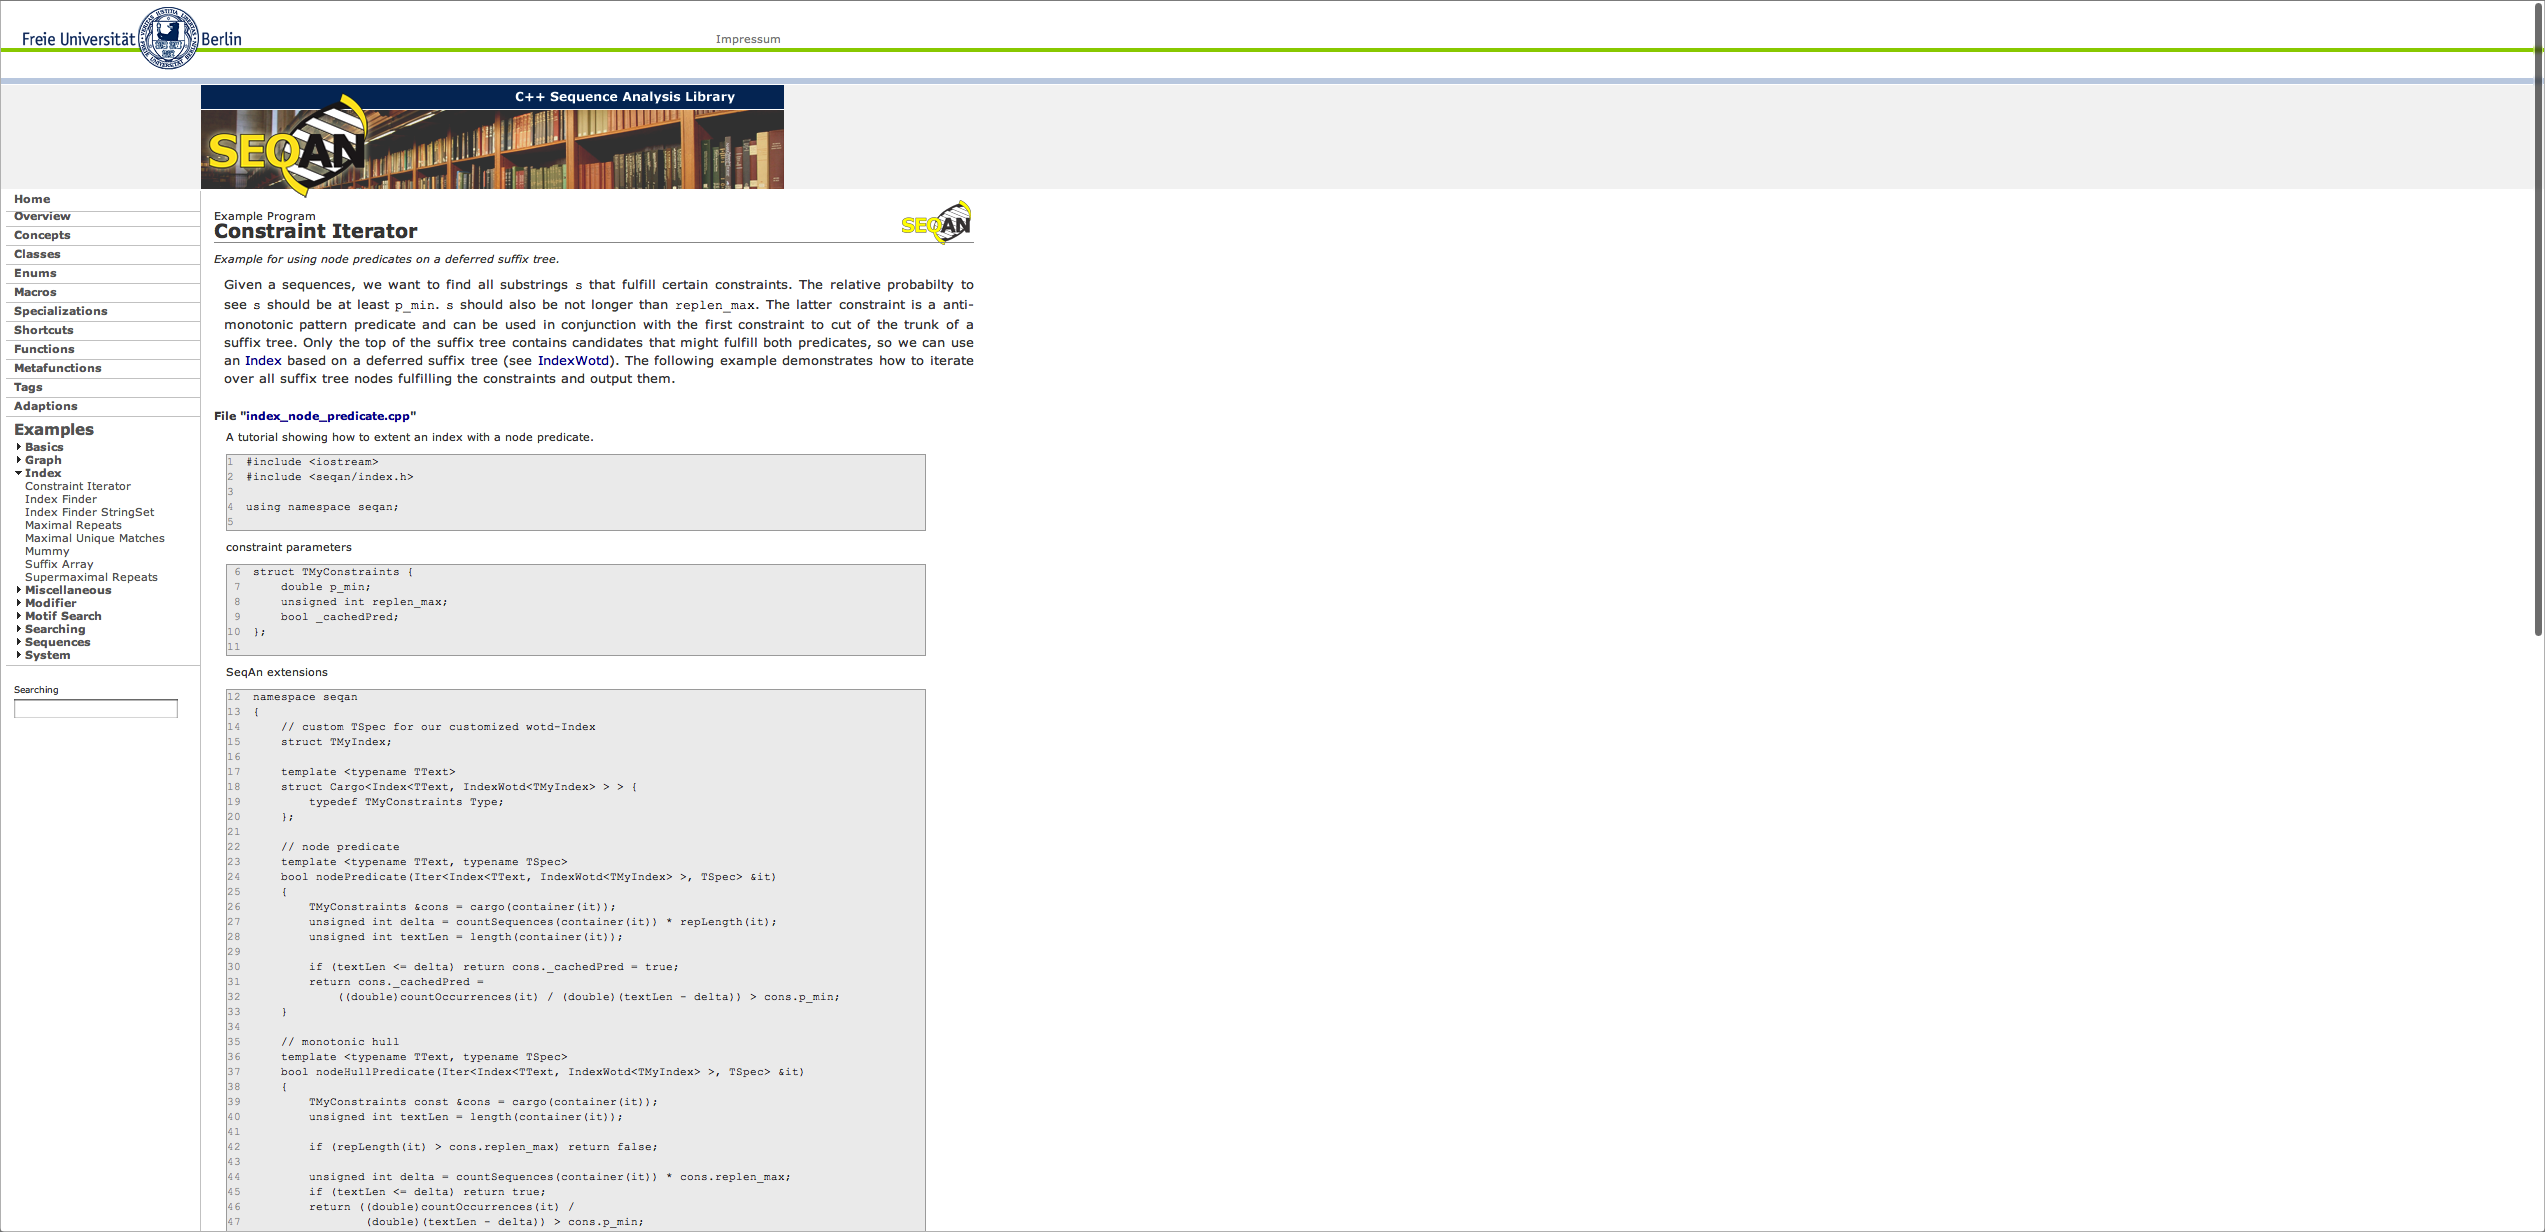 Freie Universität Berlin
Impressum
C++ Sequence Analysis Library
SEQAN
Home
Overview
Concepts
Classes
Enums
Macros
Specializations
Shortcuts
Functions
Metafunctions
Tags
Adaptions
Examples
Basics
Graph
Index
Constraint Iterator
Index Finder
Index Finder StringSet
Maximal Repeats
Maximal Unique Matches
Mummy
Suffix Array
Supermaximal Repeats
Miscellaneous
Modifier
Motif Search
Searching
Sequences
System
Searching
Example Program
Constraint Iterator
SEQAN
Example for using node predicates on a deferred suffix tree.
Given a sequences, we want to find all substrings s that fulfill certain constraints. The relative probabilty to
see s should be at least p_min. s should also be not longer than replen_max. The latter constraint is a anti-
monotonic pattern predicate and can be used in conjunction with the first constraint to cut of the trunk of a
suffix tree. Only the top of the suffix tree contains candidates that might fulfill both predicates, so we can use
an Index based on a deferred suffix tree (see IndexWotd). The following example demonstrates how to iterate
over all suffix tree nodes fulfilling the constraints and output them.
File "index_node_predicate.cpp"
A tutorial showing how to extent an index with a node predicate.
1 #include <iostream>
2 #include <seqan/index.h>
3
4 using namespace seqan;
5
constraint parameters
6 struct TMyConstraints {
7     double p_min;
8     unsigned int replen_max;
9     bool _cachedPred;
10 };
11
SeqAn extensions
12 namespace seqan
13 {
14     // custom TSpec for our customized wotd-Index
15     struct TMyIndex;
16
17     template <typename TText>
18     struct Cargo<Index<TText, IndexWotd<TMyIndex> > > {
19         typedef TMyConstraints Type;
20     };
21
22     // node predicate
23     template <typename TText, typename TSpec>
24     bool nodePredicate(Iter<Index<TText, IndexWotd<TMyIndex> >, TSpec> &it)
25     {
26         TMyConstraints &cons = cargo(container(it));
27         unsigned int delta = countSequences(container(it)) * repLength(it);
28         unsigned int textLen = length(container(it));
29
30         if (textLen <= delta) return cons._cachedPred = true;
31         return cons._cachedPred =
32             ((double)countOccurrences(it) / (double)(textLen - delta)) > cons.p_min;
33     }
34
35     // monotonic hull
36     template <typename TText, typename TSpec>
37     bool nodeHullPredicate(Iter<Index<TText, IndexWotd<TMyIndex> >, TSpec> &it)
38     {
39         TMyConstraints const &cons = cargo(container(it));
40         unsigned int textLen = length(container(it));
41
42         if (repLength(it) > cons.replen_max) return false;
43
44         unsigned int delta = countSequences(container(it)) * cons.replen_max;
45         if (textLen <= delta) return true;
46         return ((double)countOccurrences(it) /
47                 (double)(textLen - delta)) > cons.p_min;